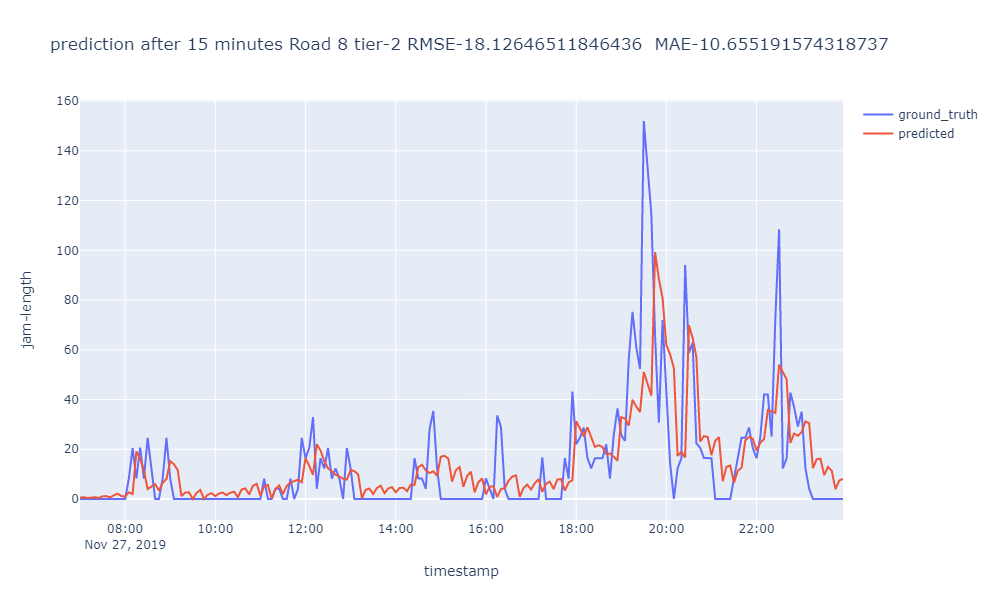 prediction after 15 minutes Road 8 tier-2 RMSE-18.12646511846436  MAE-10.655191574318737
ground_truth
predicted
160
140
120
100
80
60
40
20
0
jam-length
08:00 10:00 12:00 14:00 16:00 18:00 20:00 22:00
Nov 27, 2019
timestamp